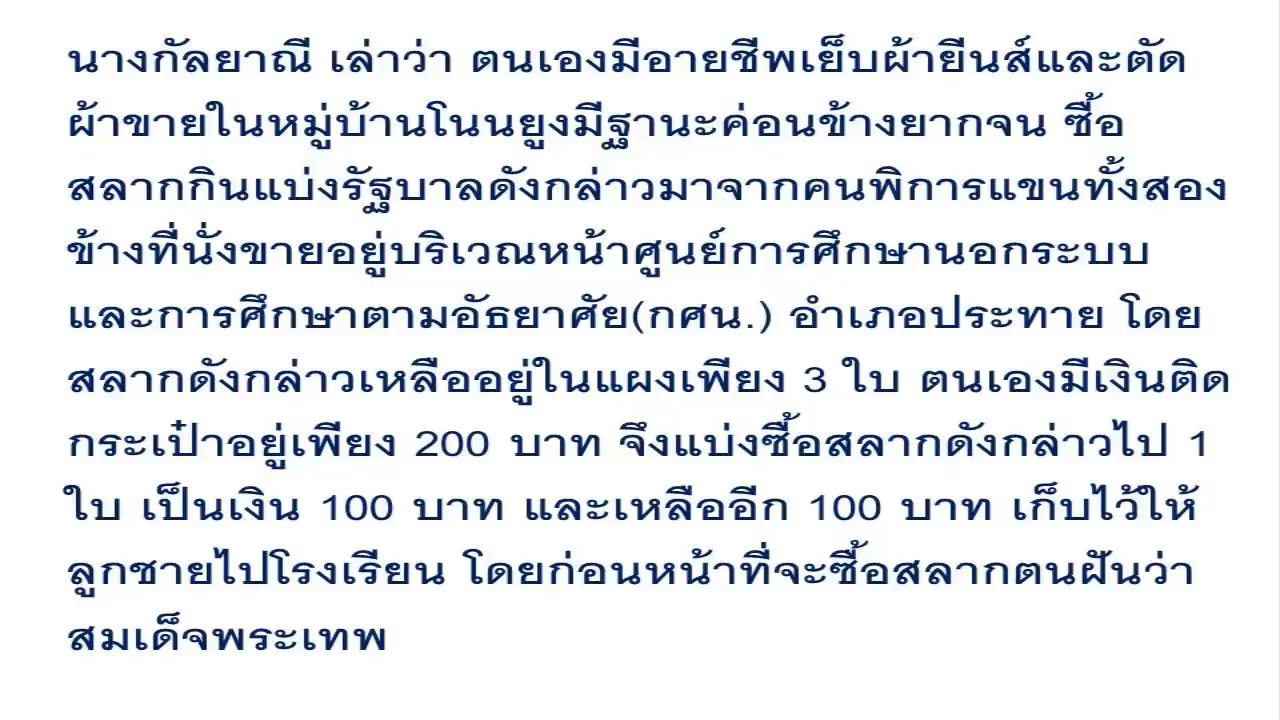 นางกัลยาณี เล่าว่า ตนเองมีอายชีพเย็บผ้ายีนส์และตัด
ผ้าขายในหมู่บ้านโนนยูงมีฐานะค่อนข้างยากจน ซื้อ
สลากกินแบ่งรัฐบาลดังกล่าวมาจากคนพิการแขนทั้งสอง
ข้างที่นั่งขายอยู่บริเวณหน้าศูนย์การศึกษานอกระบบ
และการศึกษาตามอัธยาศัย(กศน.) อำเภอประทาย โดย
สลากดังกล่าวเหลืออยู่ในแผงเพียง 3 ใบ ตนเองมีเงินติด
กระเป๋าอยู่เพียง 200 บาท จึงแบ่งซื้อสลากดังกล่าวไป 1
ใบ เป็นเงิน 100 บาท และเหลืออีก 100 บาท เก็บไว้ให้
ลูกชายไปโรงเรียน โดยก่อนหน้าที่จะซื้อสลากตนฝันว่า
สมเด็จพระเทพ